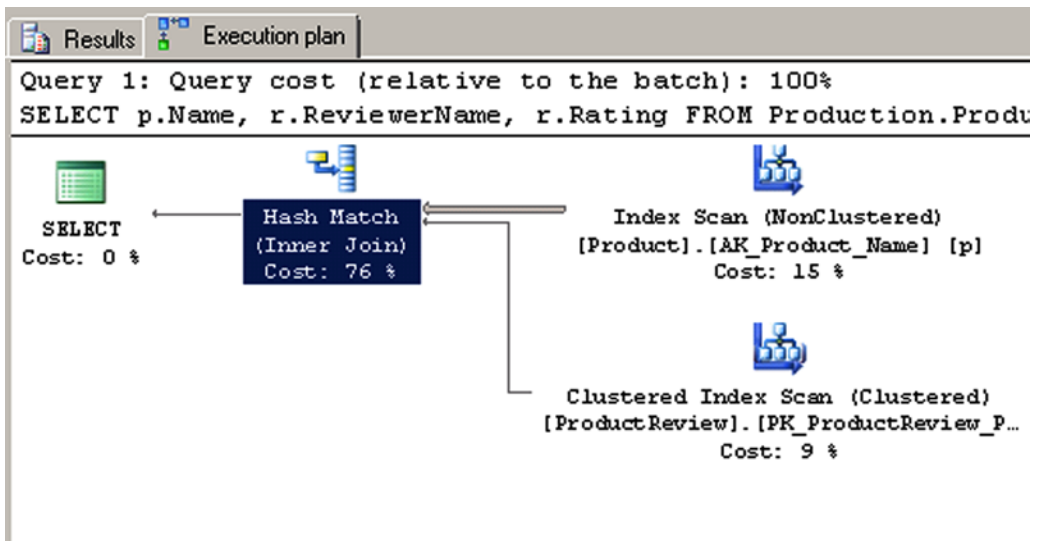 Results Execution plan
Query 1: Query cost (relative to the batch): 100%
SELECT p.Name, r.ReviewerName, r.Rating FROM Production.Produ
SELECT
Cost: 0 %
Hash Match
(Inner Join)
Cost: 76 %
Index Scan (NonClustered)
[Product].[AK_Product_Name] [p]
Cost: 15 %
Clustered Index Scan (Clustered)
[ProductReview].[PK_ProductReview_P…
Cost: 9 %